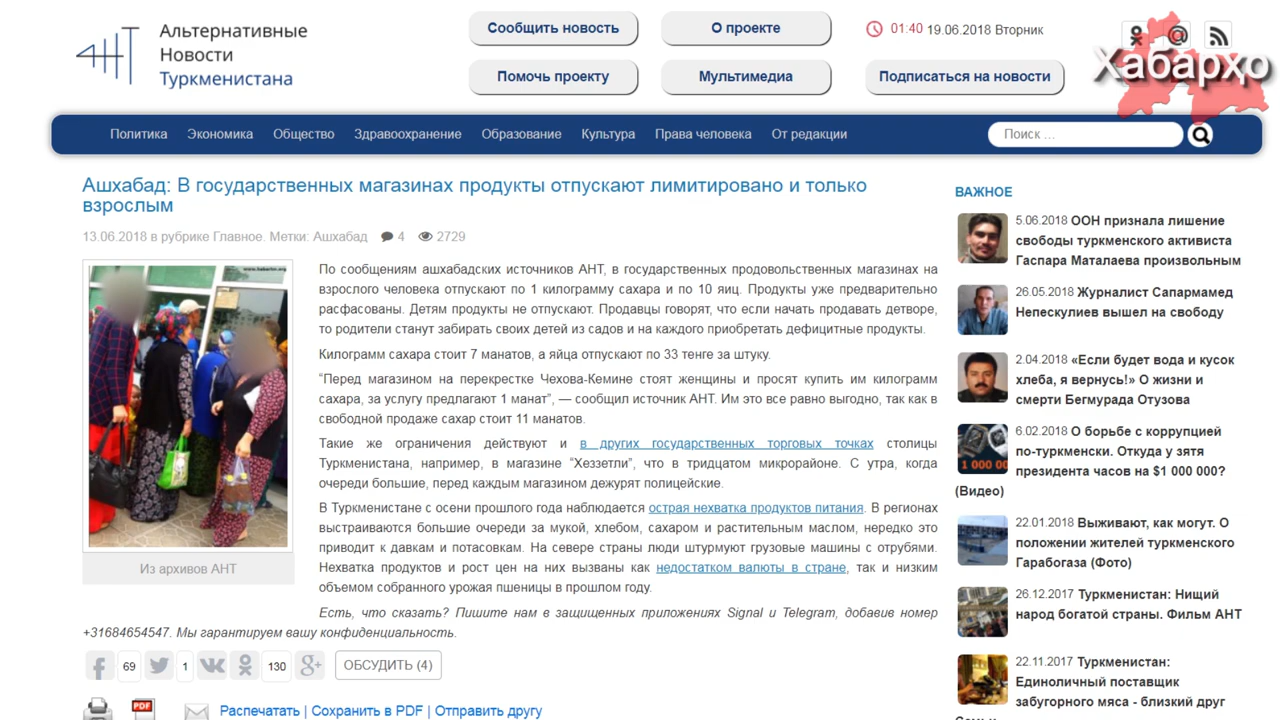 АНТ
Альтернативные
Новости
Туркменистана
Сообщить новость
О проекте
01:40 19.06.2018 Вторник
Помочь проекту
Мультимедиа
Подписаться на новости
Хабарҳо
Политика Экономика Общество Здравоохранение Образование Культура Права человека От редакции
Поиск ...
Ашхабад: В государственных магазинах продукты отпускают лимитировано и только
взрослым
13.06.2018 в рубрике Главное. Метки: Ашхабад 4 2729
www.habartm.org
Из архивов АНТ
По сообщениям ашхабадских источников АНТ, в государственных продовольственных магазинах на
взрослого человека отпускают по 1 килограмму сахара и по 10 яиц. Продукты уже предварительно
расфасованы. Детям продукты не отпускают. Продавцы говорят, что если начать продавать детворе,
то родители станут забирать своих детей из садов и на каждого приобретать дефицитные продукты.
Килограмм сахара стоит 7 манатов, а яйца отпускают по 33 тенге за штуку.
“Перед магазином на перекрестке Чехова-Кемине стоят женщины и просят купить им килограмм
сахара, за услугу предлагают 1 манат”, — сообщил источник АНТ. Им это все равно выгодно, так как в
свободной продаже сахар стоит 11 манатов.
Такие же ограничения действуют и в других государственных торговых точках столицы
Туркменистана, например, в магазине “Хеззетли”, что в тридцатом микрорайоне. С утра, когда
очереди большие, перед каждым магазином дежурят полицейские.
В Туркменистане с осени прошлого года наблюдается острая нехватка продуктов питания. В регионах
выстраиваются большие очереди за мукой, хлебом, сахаром и растительным маслом, нередко это
приводит к давкам и потасовкам. На севере страны люди штурмуют грузовые машины с отрубями.
Нехватка продуктов и рост цен на них вызваны как недостатком валюты в стране, так и низким
объемом собранного урожая пшеницы в прошлом году.
Есть, что сказать? Пишите нам в защищенных приложениях Signal и Telegram, добавив номер
+31684654547. Мы гарантируем вашу конфиденциальность.
69 1 130 g+ ОБСУДИТЬ (4)
PDF
Распечатать | Сохранить в PDF | Отправить другу
ВАЖНОЕ
5.06.2018 ООН признала лишение
свободы туркменского активиста
Гаспара Маталаева произвольным
26.05.2018 Журналист Сапармамед
Непескулиев вышел на свободу
2.04.2018 «Если будет вода и кусок
хлеба, я вернусь!» О жизни и
смерти Бегмурада Отузова
6.02.2018 О борьбе с коррупцией
по-туркменски. Откуда у зятя
президента часов на $1 000 000?
(Видео)
1 000 00
22.01.2018 Выживают, как могут. О
положении жителей туркменского
Гарабогаза (Фото)
26.12.2017 Туркменистан: Нищий
народ богатой страны. Фильм АНТ
22.11.2017 Туркменистан:
Единоличный поставщик
забугорного мяса - близкий друг